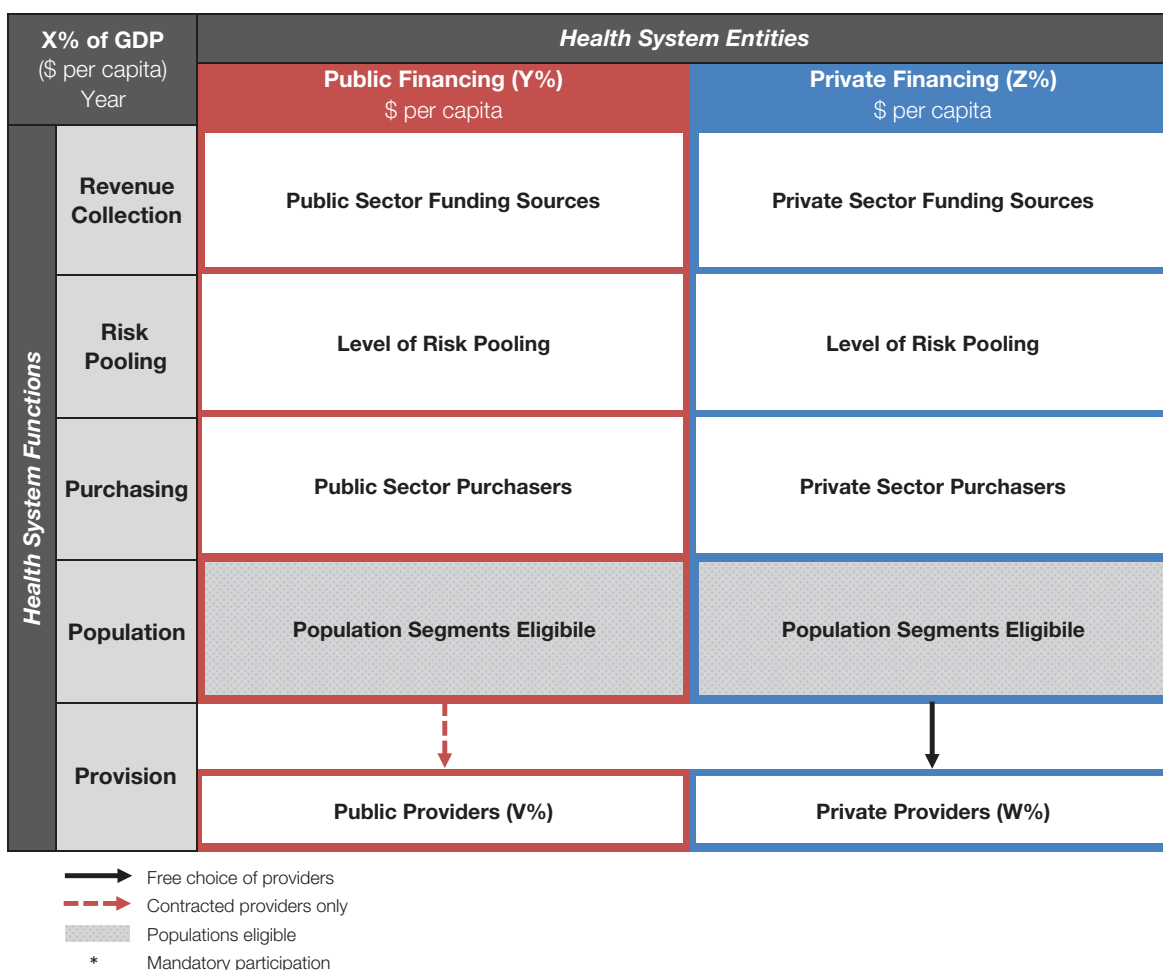 X% of GDP
($ per capita)
Year
Health System Entities
Public Financing (Y%)
$ per capita
Private Financing (Z%)
$ per capita
Health System Functions
Revenue
Collection
Public Sector Funding Sources
Private Sector Funding Sources
Risk
Pooling
Level of Risk Pooling
Level of Risk Pooling
Purchasing
Public Sector Purchasers
Private Sector Purchasers
Population
Population Segments Eligibile
Population Segments Eligibile
Provision
Public Providers (V%)
Private Providers (W%)
Free choice of providers
Contracted providers only
Populations eligible
* Mandatory participation